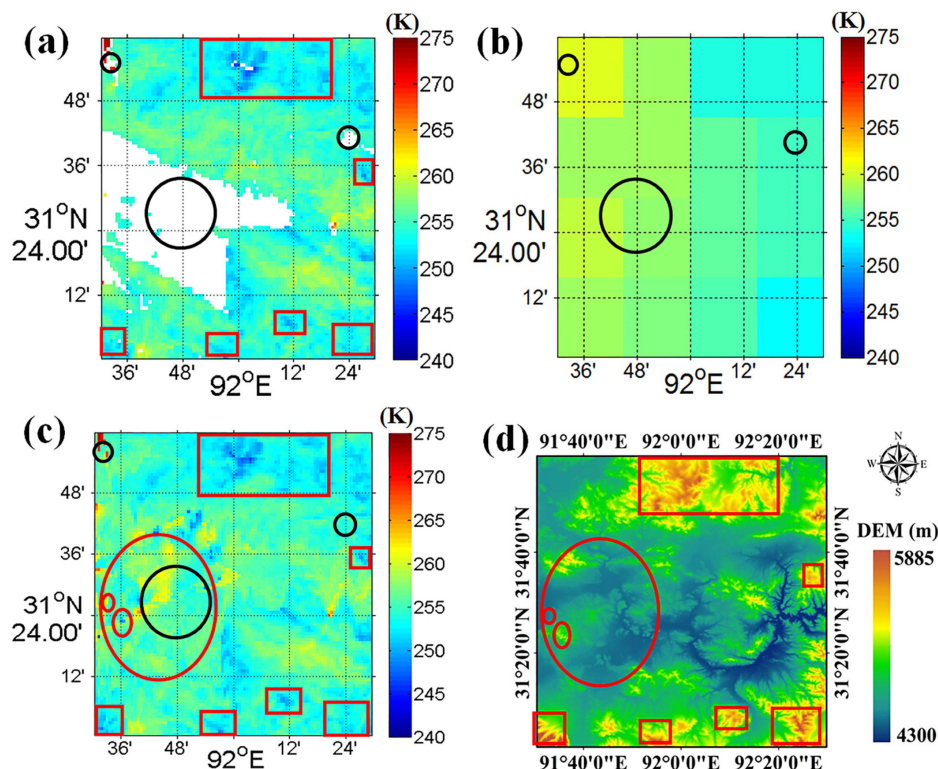 (a)
(K)
275
270
265
260
255
250
245
240
48'
36'
31°N
24.00'
12'
36'
48'
92°E
12'
24'
(b)
(K)
275
270
265
260
255
250
245
240
48'
36'
31°N
24.00'
12'
36'
48'
92°E
12'
24'
(c)
(K)
275
270
265
260
255
250
245
240
48'
36'
31°N
24.00'
12'
36'
48'
92°E
12'
24'
(d)
91°40'0"E 92°0'0"E 92°20'0"E
N
W E
S
31°40'0"N
31°20'0"N
31°40'0"N
31°20'0"N
DEM (m)
5885
4300
91°40'0"E 92°0'0"E 92°20'0"E